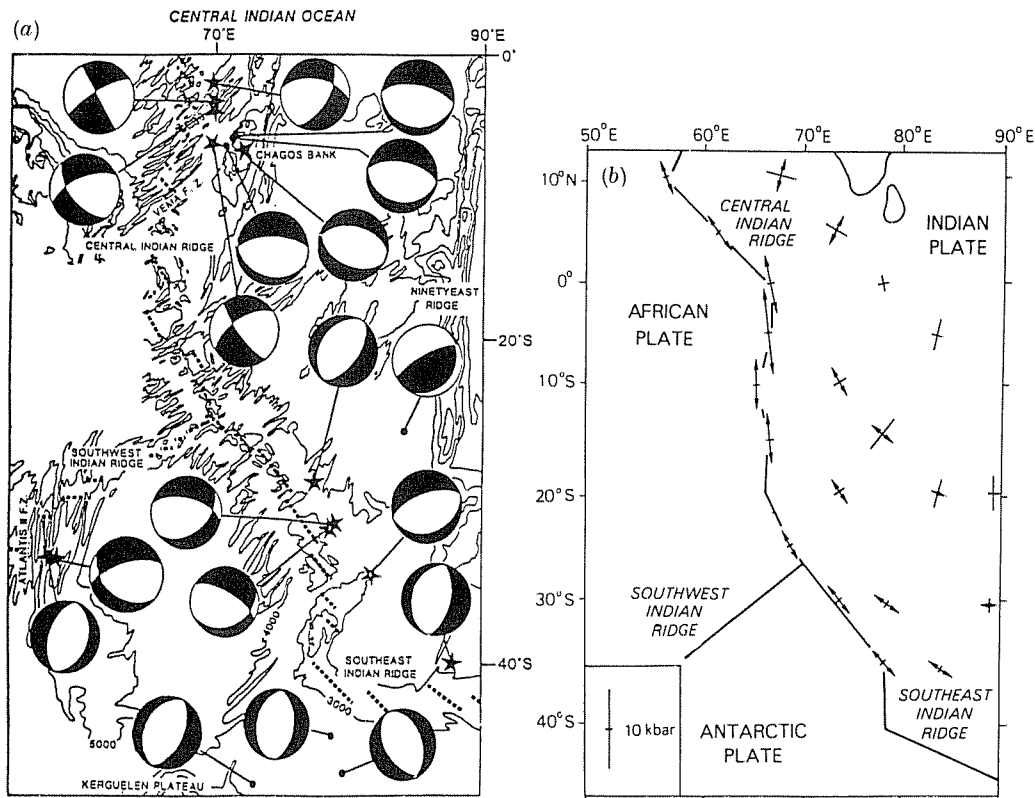 (a)
CENTRAL INDIAN OCEAN
70°E
90°E
0°
CHAGOS BANK
VEMA F. Z.
CENTRAL INDIAN RIDGE
NINETYEAST
RIDGE
20°S
SOUTHWEST
INDIAN RIDGE
ATLANTIS II F.Z.
4000
SOUTHEAST
INDIAN RIDGE
40°S
3000
5000
KERGUELEN PLATEAU
50°E
60°E
70°E
80°E
90°E
(b)
10°N
CENTRAL
INDIAN
RIDGE
INDIAN
PLATE
0°
AFRICAN
PLATE
10°S
20°S
SOUTHWEST
INDIAN
RIDGE
30°S
SOUTHEAST
INDIAN
RIDGE
10 kbar
ANTARCTIC
PLATE
40°S